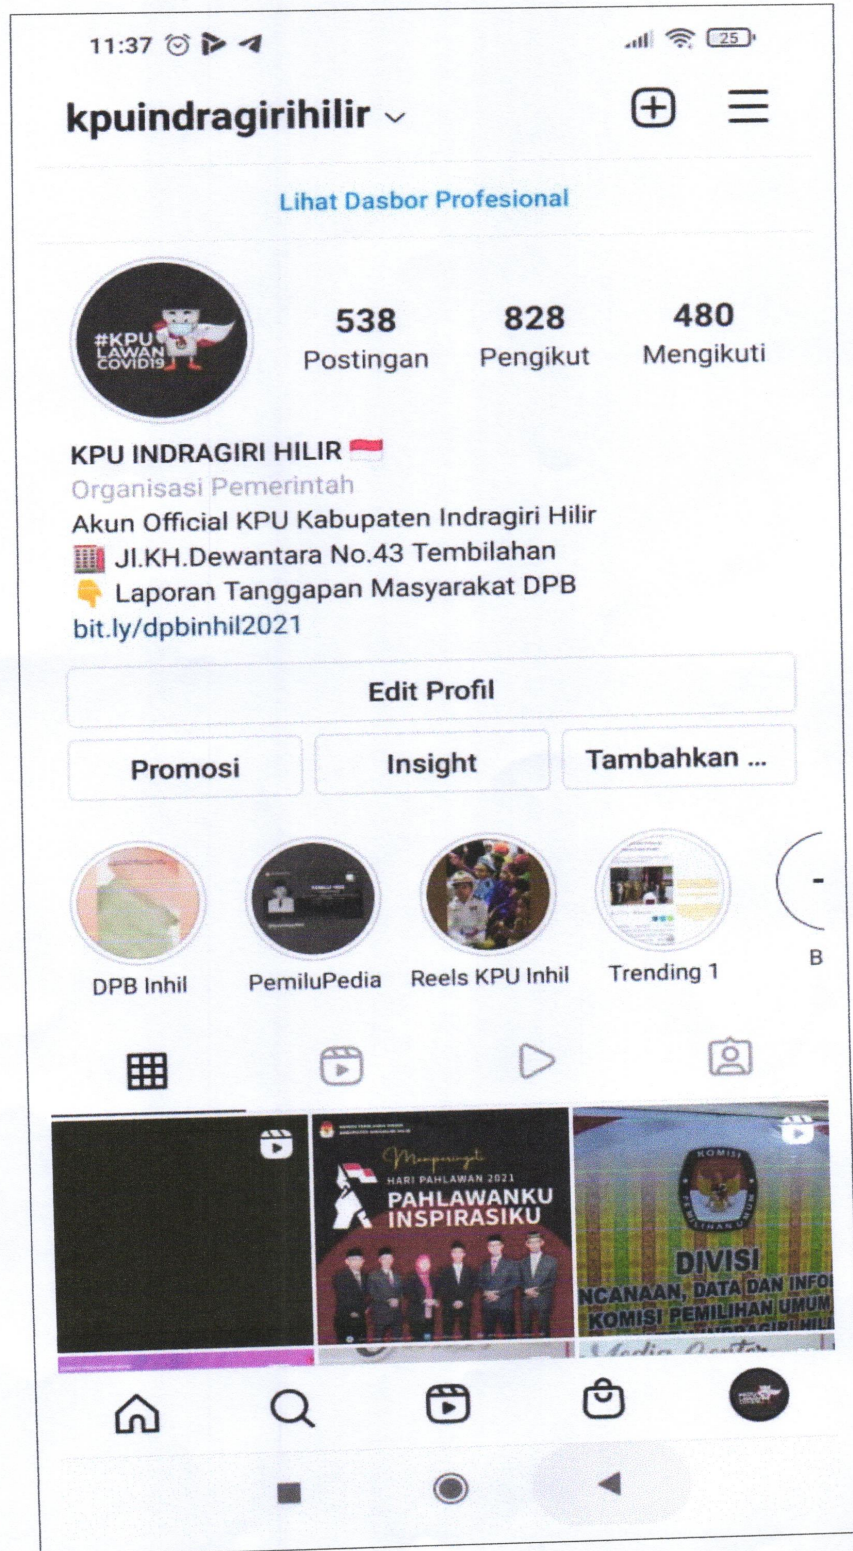 11:37
25
kpuindragirihilir
Lihat Dasbor Profesional
#KPU
LAWAN
COVID19
538
Postingan
828
Pengikut
480
Mengikuti
KPU INDRAGIRI HILIR
Organisasi Pemerintah
Akun Official KPU Kabupaten Indragiri Hilir
Jl.KH.Dewantara No.43 Tembilahan
Laporan Tanggapan Masyarakat DPB
bit.ly/dpbinhil2021
Edit Profil
Promosi
Insight
Tambahkan ...
DPB Inhil
PemiluPedia
Reels KPU Inhil
Trending 1
B
Memperingati
HARI PAHLAWAN 2021
PAHLAWANKU
INSPIRASIKU
KOMISI
PEMILIHAN UMUM
DIVISI
NCANAAN, DATA DAN INFO
KOMISI PEMILIHAN UMUM
Media Center